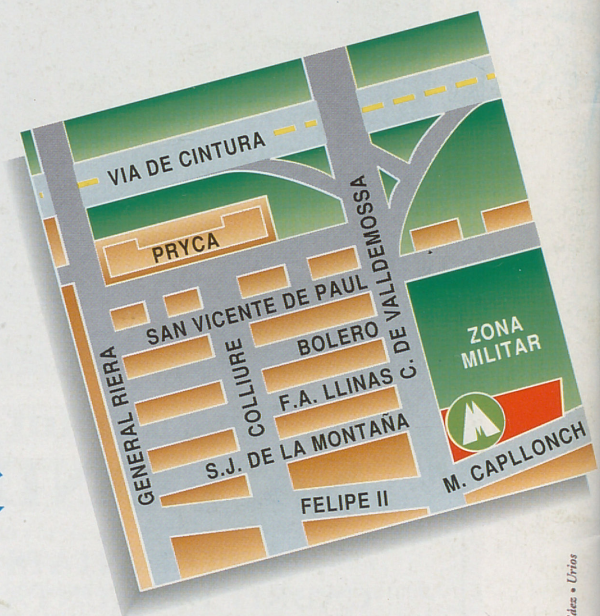 VIA DE CINTURA
PRYCA
SAN VICENTE DE PAUL
C. DE VALLDEMOSSA
BOLERO
ZONA
MILITAR
GENERAL RIERA
COLLIURE
F.A. LLINAS
S.J. DE LA MONTAÑA
M. CAPLLONCH
FELIPE II
Urios